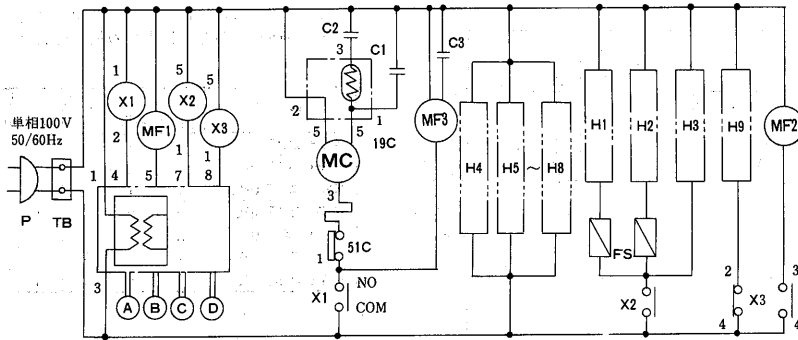 単相100V
50/60Hz
P
TB
1
X1
2
MF1
5
X2
1
5
X3
1
1
4
5
7
8
3
A
B
C
D
C2
3
C1
2
1
5
5
19C
MC
3
51C
1
X1
NO
COM
C3
MF3
H4
H5
~
H8
H1
H2
H3
H9
MF2
FS
X2
2
X3
4
3
4